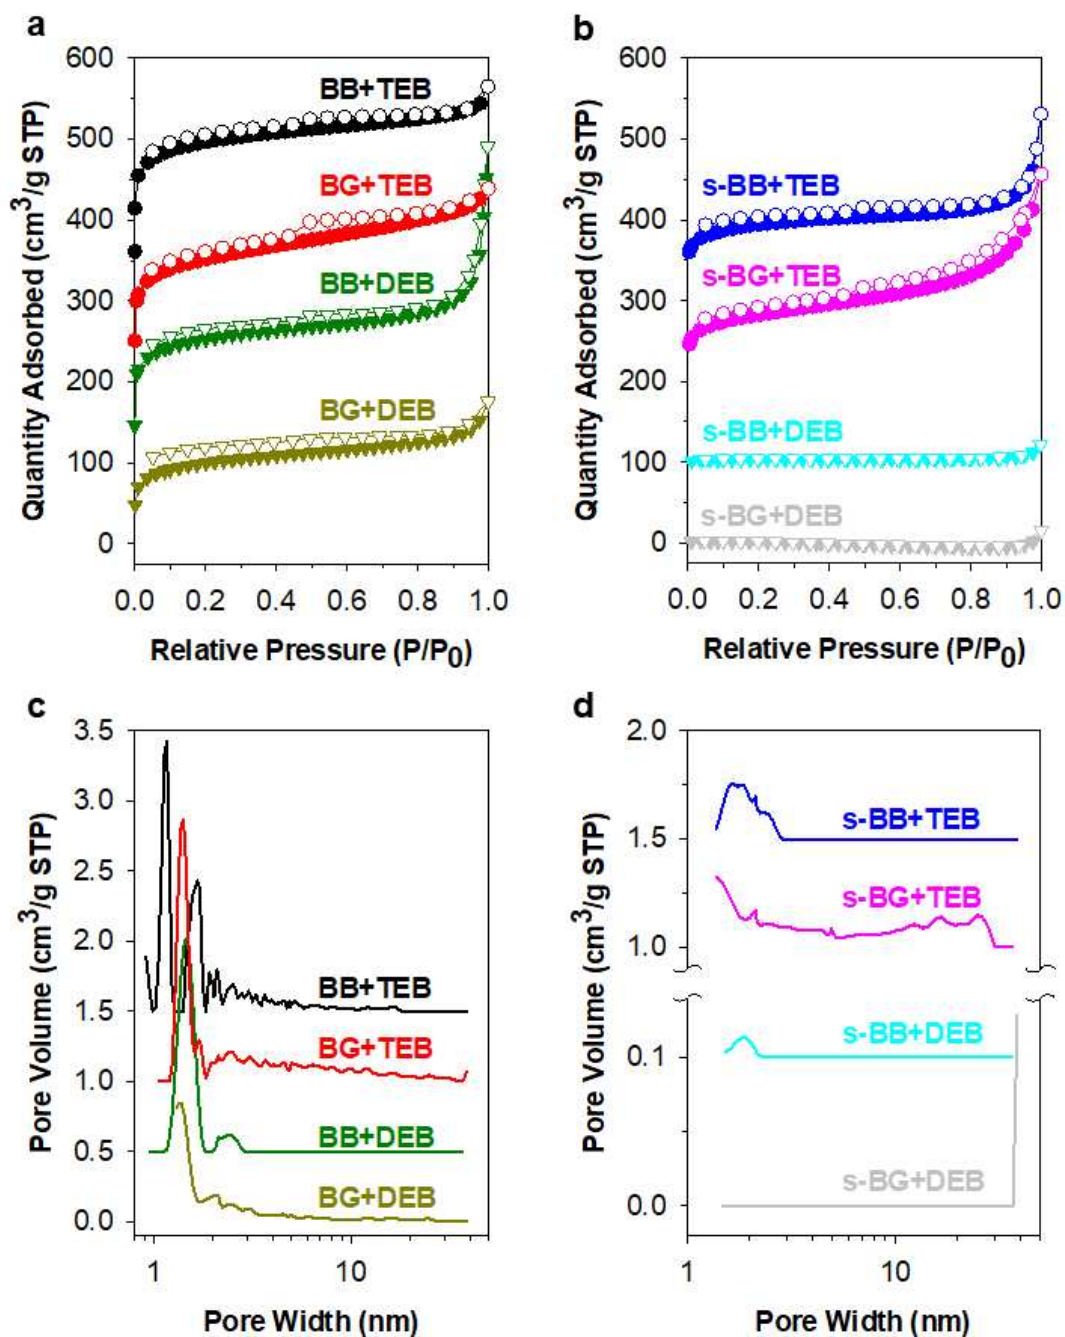 a
600
500
400
300
200
100
0
Quantity Adsorbed (cm³/g STP)
BB+TEB
BG+TEB
BB+DEB
BG+DEB
0.0 0.2 0.4 0.6 0.8 1.0
Relative Pressure (P/P₀)
b
600
500
400
300
200
100
0
Quantity Adsorbed (cm³/g STP)
s-BB+TEB
s-BG+TEB
s-BB+DEB
s-BG+DEB
0.0 0.2 0.4 0.6 0.8 1.0
Relative Pressure (P/P₀)
c
3.5
3.0
2.5
2.0
1.5
1.0
0.5
0.0
Pore Volume (cm³/g STP)
BB+TEB
BG+TEB
BB+DEB
BG+DEB
1 10
Pore Width (nm)
d
2.0
1.5
1.0
0.1
0.0
Pore Volume (cm³/g STP)
s-BB+TEB
s-BG+TEB
s-BB+DEB
s-BG+DEB
1 10
Pore Width (nm)